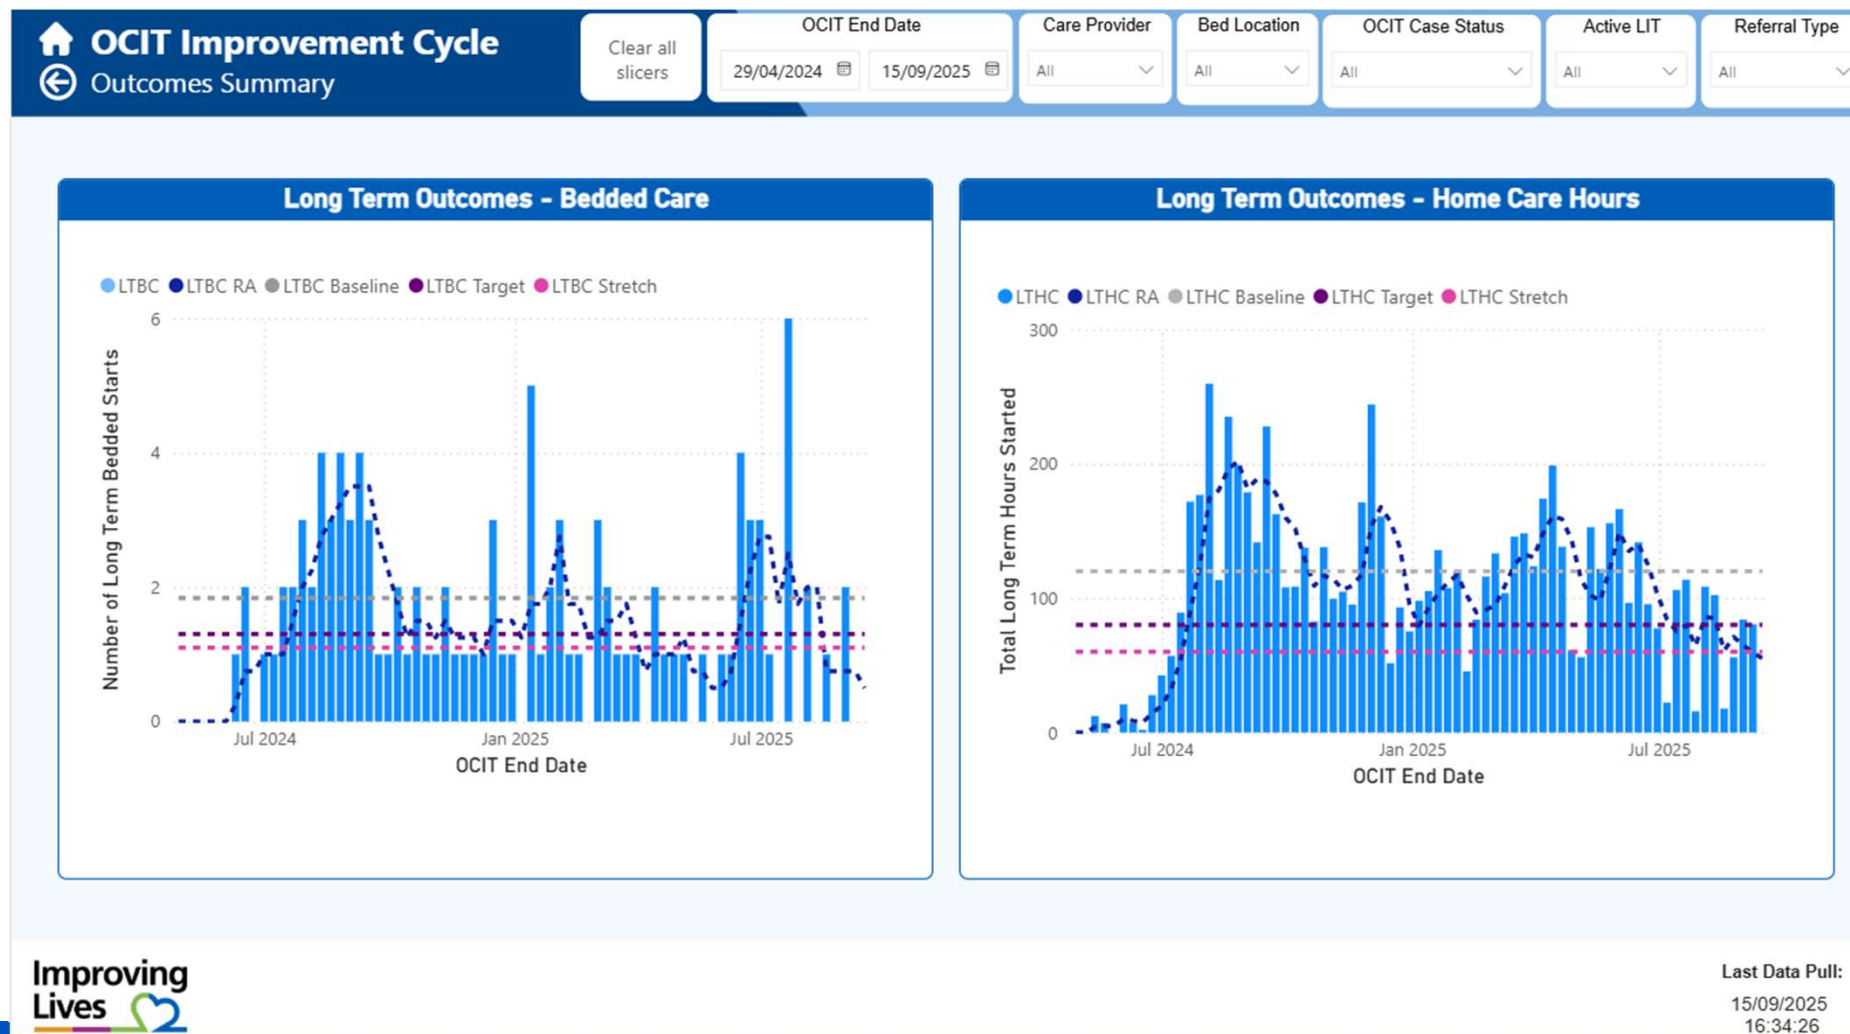 OCIT Improvement Cycle
Outcomes Summary
Clear all
slicers
OCIT End Date
29/04/2024
15/09/2025
Care Provider
All
Bed Location
All
OCIT Case Status
All
Active LIT
All
Referral Type
All
Long Term Outcomes - Bedded Care
LTBC LTBC RA LTBC Baseline LTBC Target LTBC Stretch
Number of Long Term Bedded Starts
6
4
2
0
Jul 2024 Jan 2025 Jul 2025
OCIT End Date
Long Term Outcomes - Home Care Hours
LTHC LTHC RA LTHC Baseline LTHC Target LTHC Stretch
Total Long Term Hours Started
300
200
100
0
Jul 2024 Jan 2025 Jul 2025
OCIT End Date
Improving
Lives
Last Data Pull:
15/09/2025
16:34:26